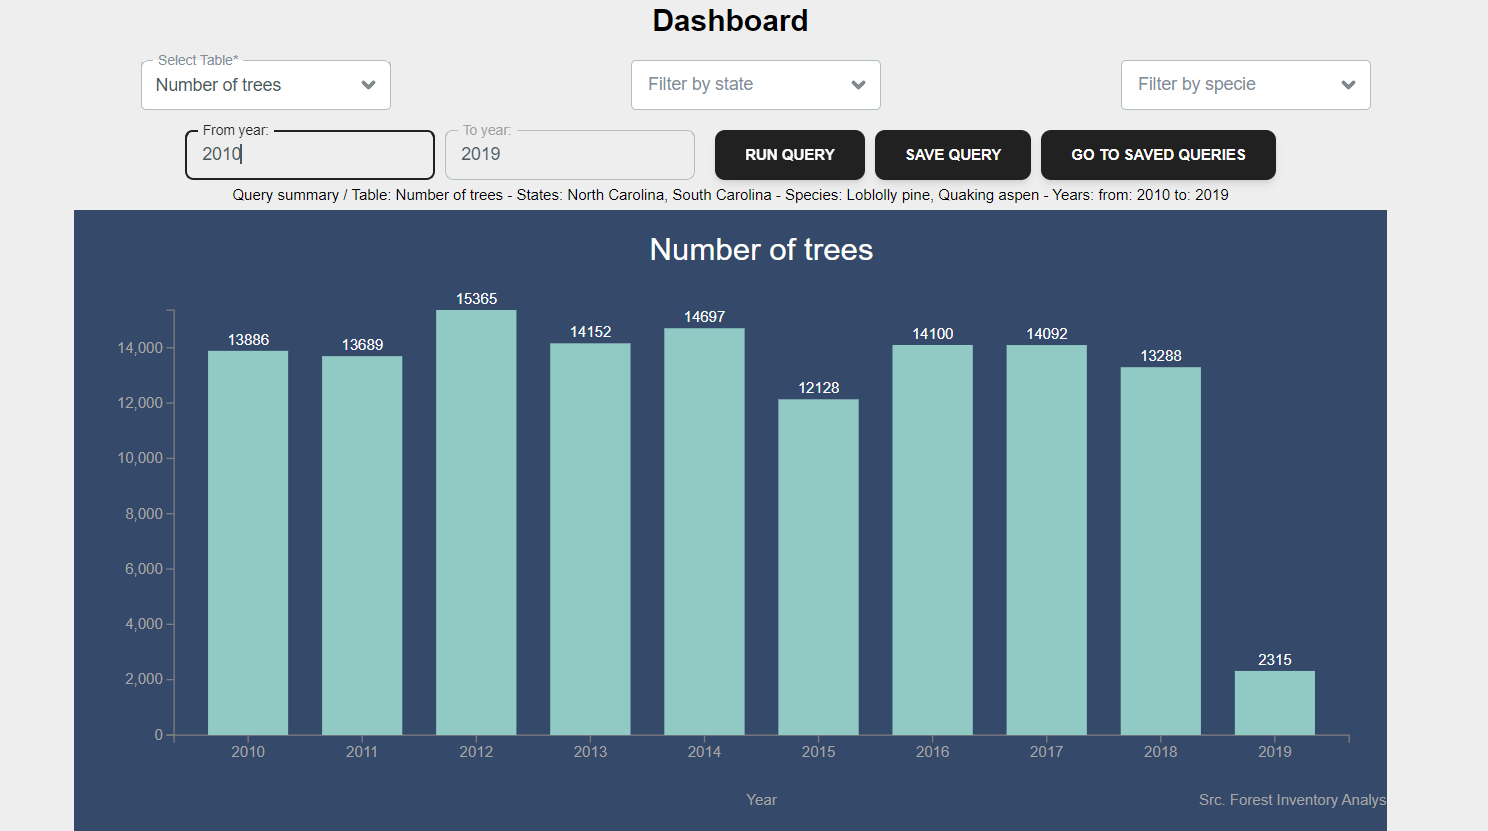 Dashboard
Select Table*
Number of trees
Filter by state
Filter by specie
From year:
2010
To year:
2019
RUN QUERY
SAVE QUERY
GO TO SAVED QUERIES
Query summary / Table: Number of trees - States: North Carolina, South Carolina - Species: Loblolly pine, Quaking aspen - Years: from: 2010 to: 2019
Number of trees
15365
14697
14152
14100
14092
13886
13689
13288
12128
2315
14,000
12,000
10,000
8,000
6,000
4,000
2,000
0
2010 2011 2012 2013 2014 2015 2016 2017 2018 2019
Year
Src. Forest Inventory Analys